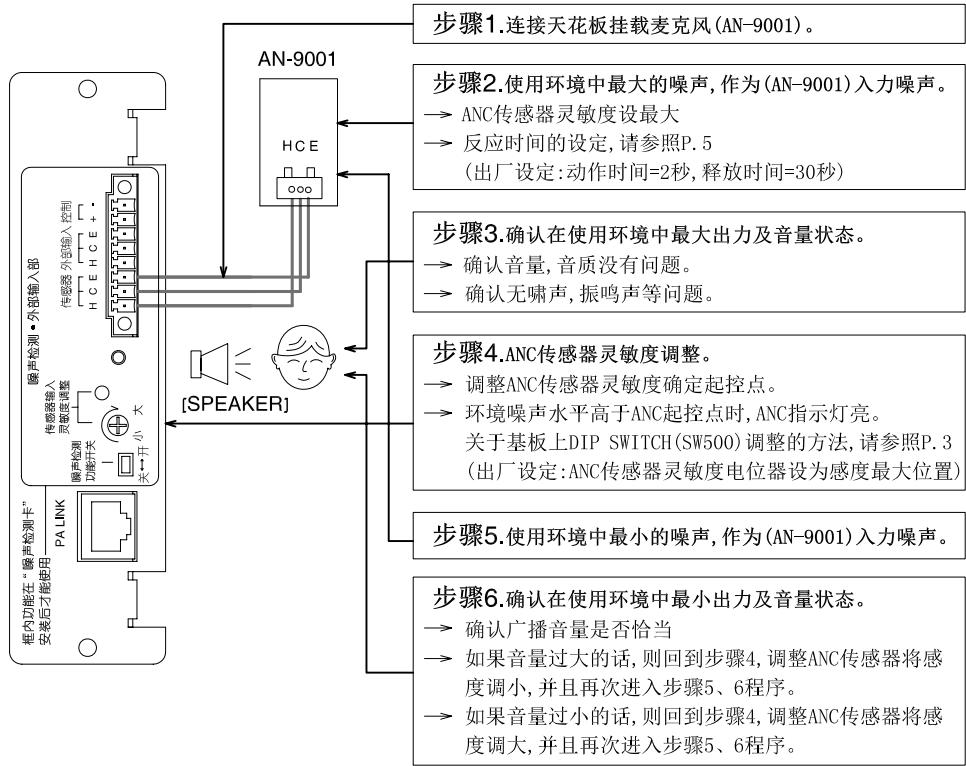 步骤1.连接天花板挂载麦克风(AN-9001)。
AN-9001
HCE
步骤2.使用环境中最大的噪声,作为(AN-9001)入力噪声。
→ ANC传感器灵敏度设最大
→ 反应时间的设定,请参照P.5
(出厂设定:动作时间=2秒,释放时间=30秒)
步骤3.确认在使用环境中最大出力及音量状态。
→ 确认音量,音质没有问题。
→ 确认无啸声,振鸣声等问题。
步骤4.ANC传感器灵敏度调整。
→ 调整ANC传感器灵敏度确定起控点。
→ 环境噪声水平高于ANC起控点时,ANC指示灯亮。
关于基板上DIP SWITCH(SW500)调整的方法,请参照P.3
(出厂设定:ANC传感器灵敏度电位器设为感度最大位置)
步骤5.使用环境中最小的噪声,作为(AN-9001)入力噪声。
步骤6.确认在使用环境中最小出力及音量状态。
→ 确认广播音量是否恰当
→ 如果音量过大的话,则回到步骤4,调整ANC传感器将感
度调小,并且再次进入步骤5、6程序。
→ 如果音量过小的话,则回到步骤4,调整ANC传感器将感
度调大,并且再次进入步骤5、6程序。
[SPEAKER]
噪声检测•外部输入部
传感器 外部输入 控制
H C E H C E + -
传感器输入
灵敏度调整
大
小
噪声检测
功能开关
关↔开
PA LINK
框内功能在“噪声检测卡”
安装后才能使用